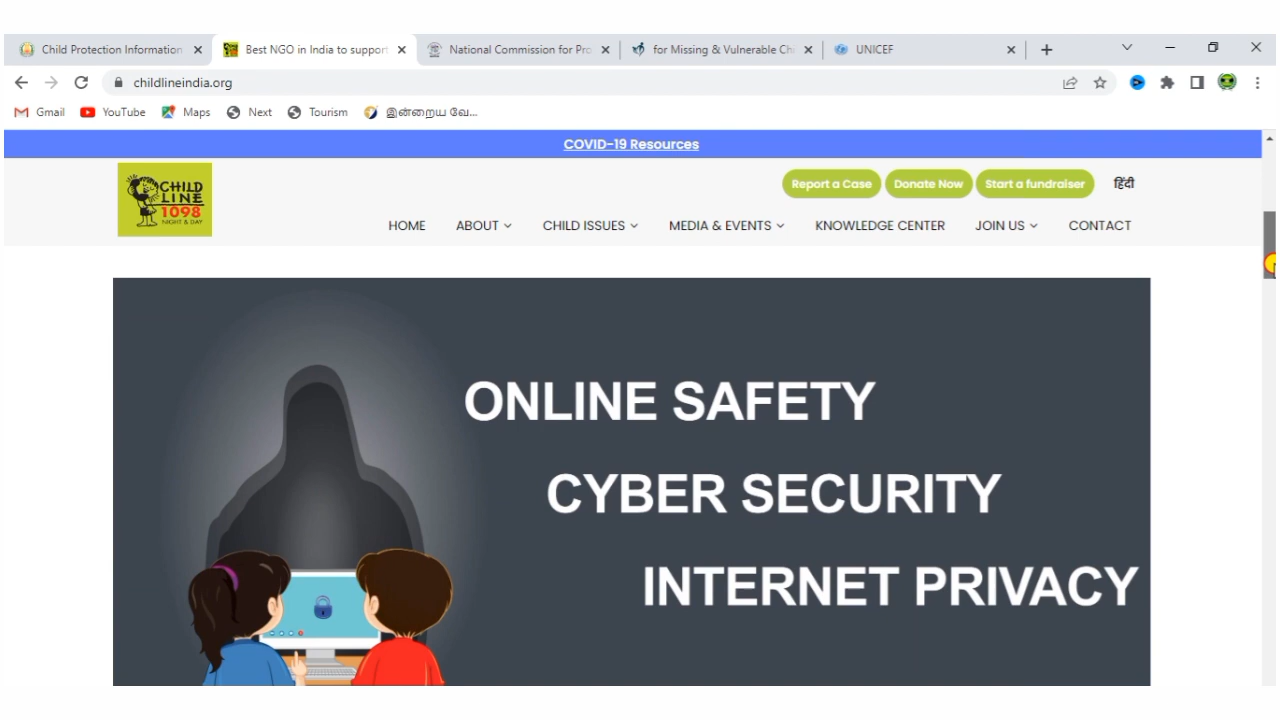 Child Protection Information
Best NGO in India to support
National Commission for Pro
for Missing & Vulnerable Chi
UNICEF
childlineindia.org
Gmail
YouTube
Maps
Next
Tourism
இன்றைய வே...
COVID-19 Resources
CHILD
LINE
1098
NIGHT & DAY
Report a Case
Donate Now
Start a fundraiser
हिंदी
HOME
ABOUT
CHILD ISSUES
MEDIA & EVENTS
KNOWLEDGE CENTER
JOIN US
CONTACT
ONLINE SAFETY
CYBER SECURITY
INTERNET PRIVACY